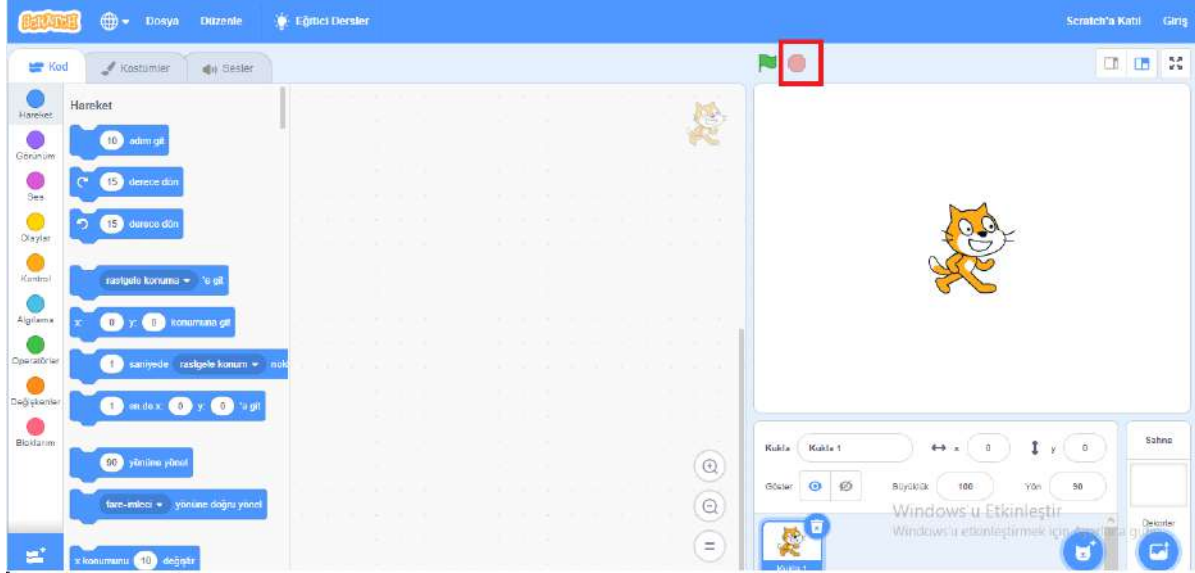 SCRATCH Dosya Düzenle Eğitici Dersler Scratch'a Katıl Giriş
Kod Kostümler Sesler
Hareket
Görünüm
Ses
Olaylar
Kontrol
Algılama
Operatörler
Değişkenler
Bloklarım
Hareket
10 adım git
15 derece dön
15 derece dön
rastgele konuma 'e git
x: 0 y: 0 konumuna git
1 saniyede rastgele konum
1 y: 0 'a git
90 yönüne yönel
fare-imleci yönüne doğru yönel
x konumunu 10 değiştir
Kukla Kukla 1 x 0 y 0
Göster Büyüklük 100 Yön 90
Kukla 1
Sahne
Dekorlar
Windows'u Etkinleştir
Windows'u etkinleştirmek için